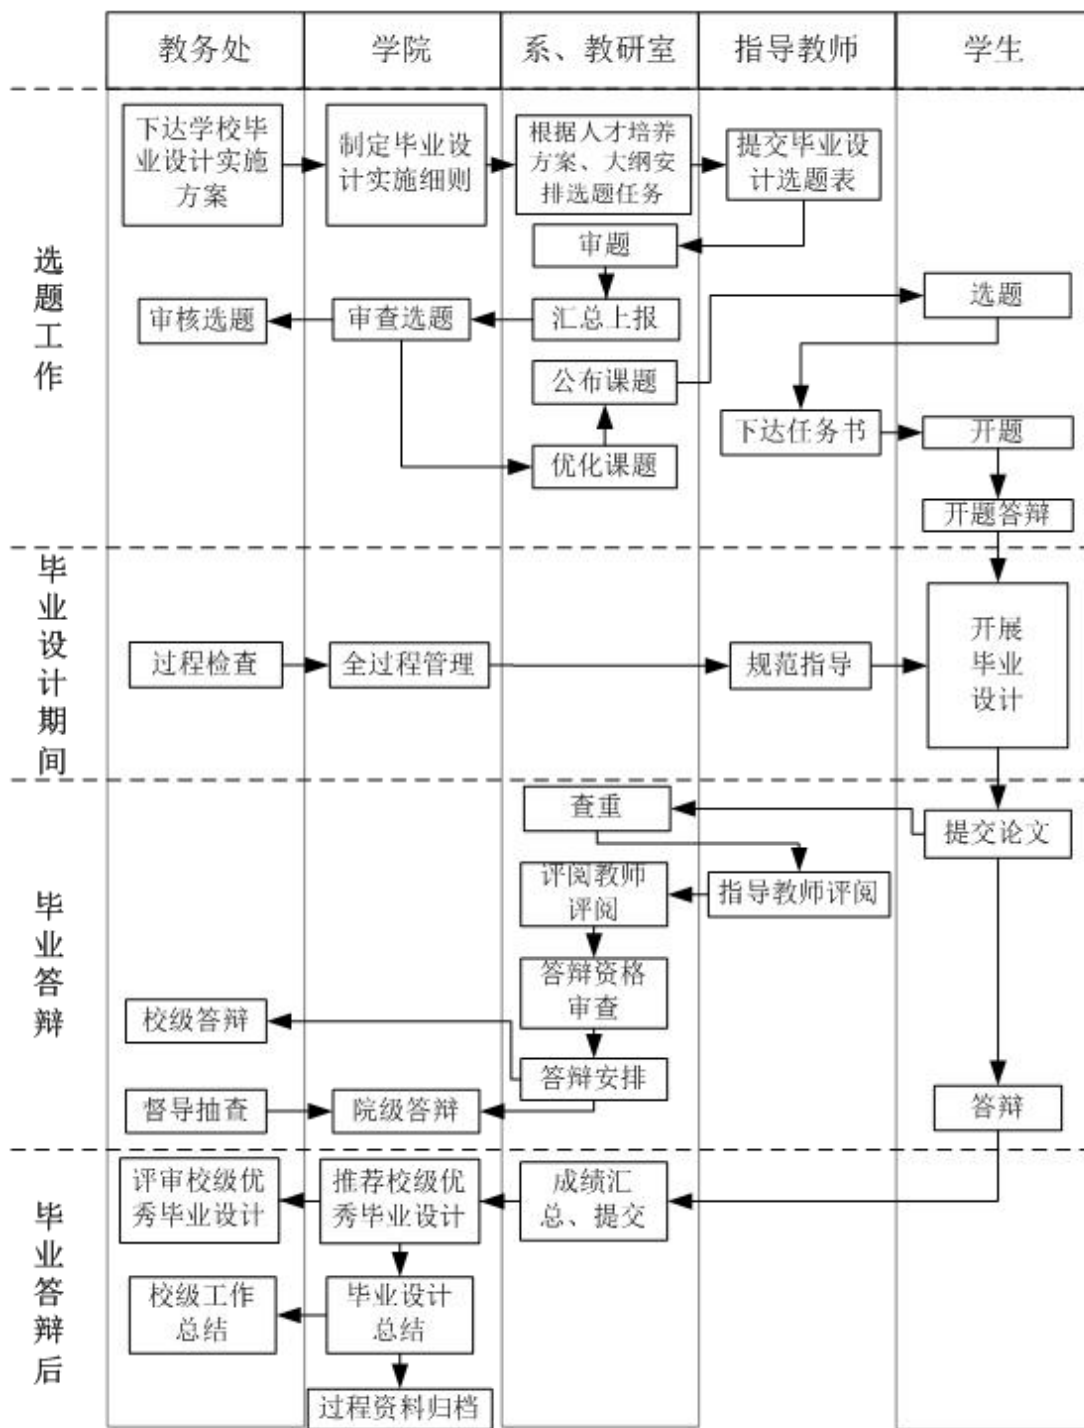 教务处
学院
系、教研室
指导教师
学生
选题工作
下达学校毕
业设计实施
方案
制定毕业设
计实施细则
根据人才培养
方案、大纲安
排选题任务
提交毕业设
计选题表
审题
选题
审核选题
审查选题
汇总上报
公布课题
下达任务书
开题
优化课题
开题答辩
毕业设计期间
过程检查
全过程管理
规范指导
开展
毕业
设计
毕业答辩
查重
提交论文
评阅教师
评阅
指导教师评阅
答辩资格
审查
校级答辩
答辩安排
督导抽查
院级答辩
答辩
毕业答辩后
评审校级优
秀毕业设计
推荐校级优
秀毕业设计
成绩汇
总、提交
校级工作
总结
毕业设计
总结
过程资料归档